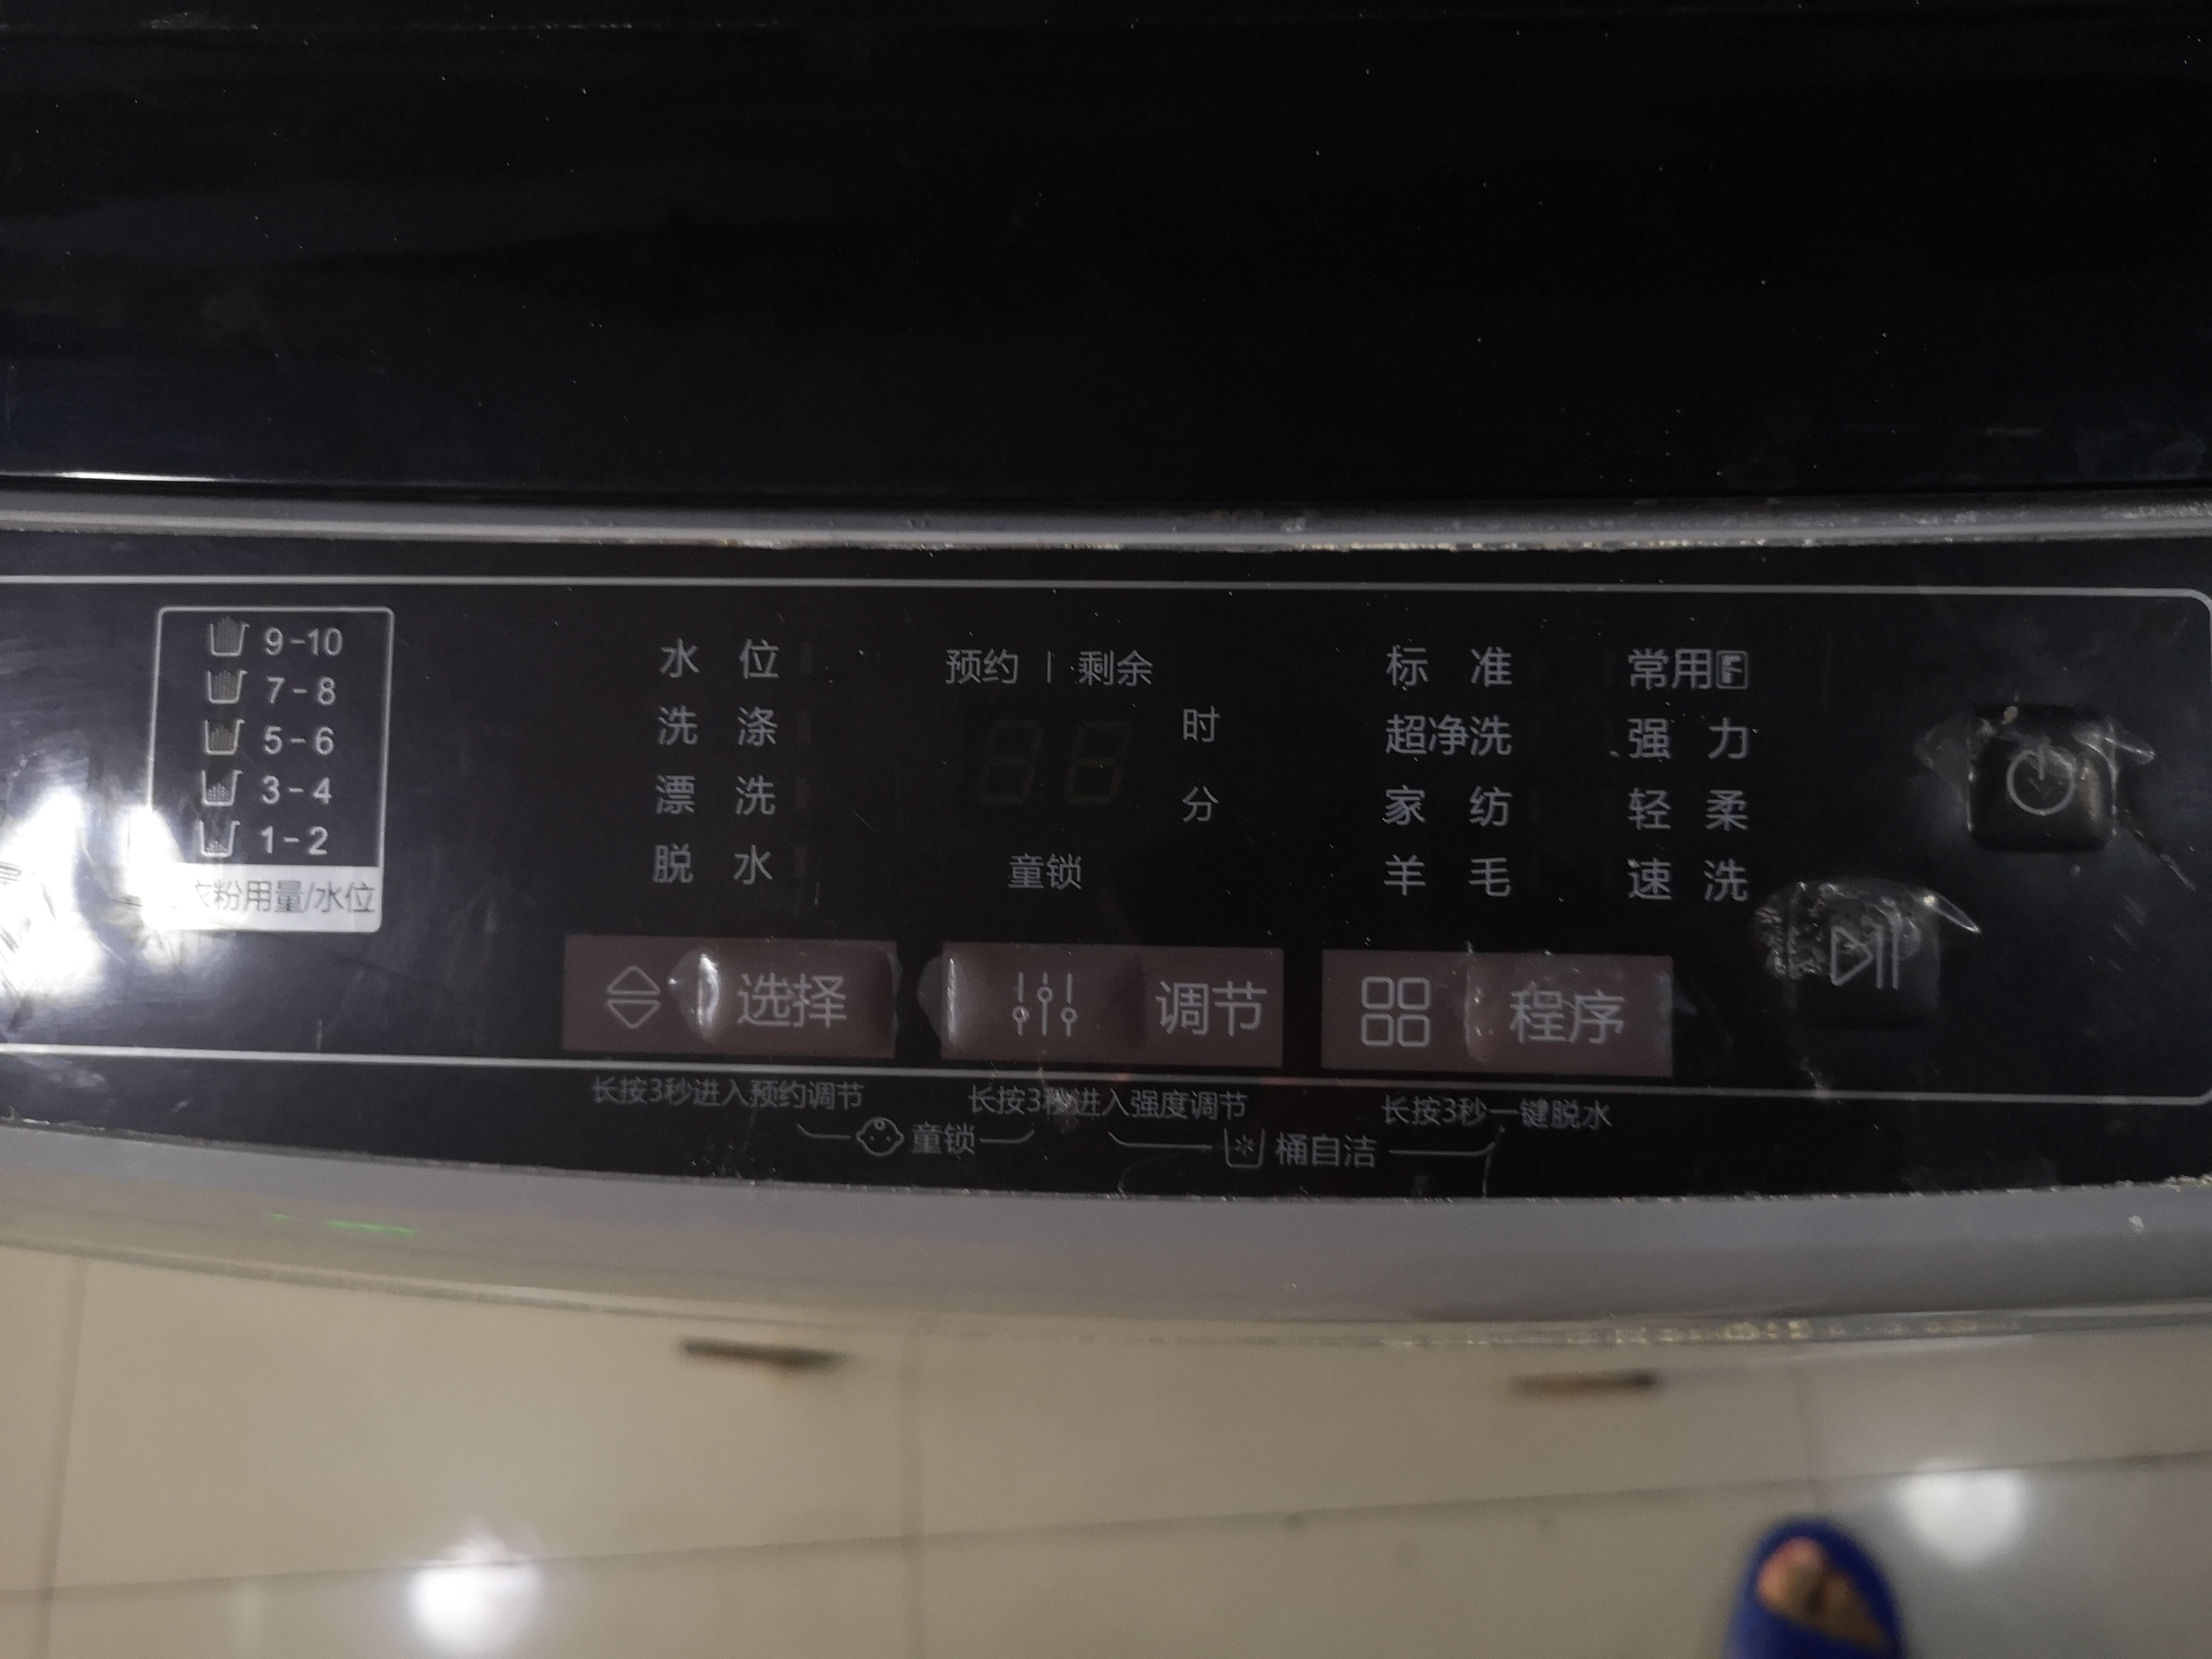 9-10
7-8
5-6
3-4
1-2
衣粉用量/水位
水位
洗涤
漂洗
脱水
预约 | 剩余
时
分
童锁
标准
超净洗
家纺
羊毛
常用F
强力
轻柔
速洗
选择
调节
程序
长按3秒进入预约调节
长按3秒进入强度调节
长按3秒一键脱水
童锁
桶自洁